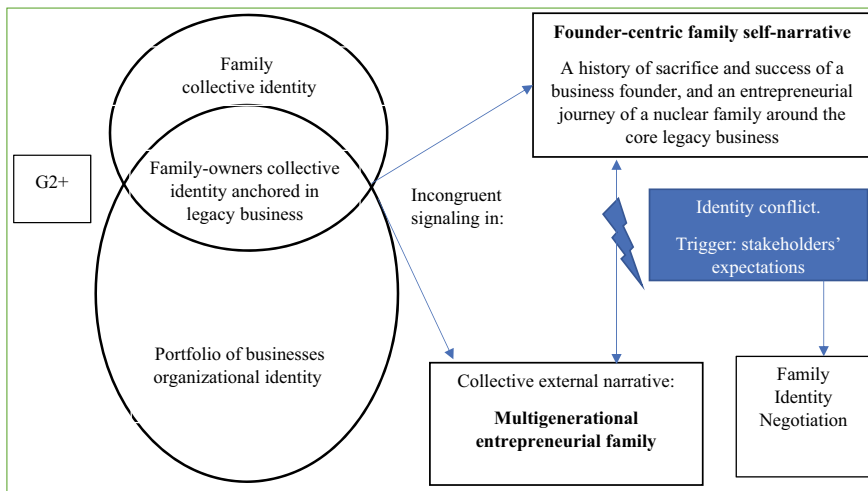 Family
collective identity
G2+
Family-owners collective
identity anchored in
legacy business
Portfolio of businesses
organizational identity
Incongruent
signaling in:
Founder-centric family self-narrative
A history of sacrifice and success of a
business founder, and an entrepreneurial
journey of a nuclear family around the
core legacy business
Identity conflict.
Trigger: stakeholders’
expectations
Collective external narrative:
Multigenerational
entrepreneurial family
Family
Identity
Negotiation